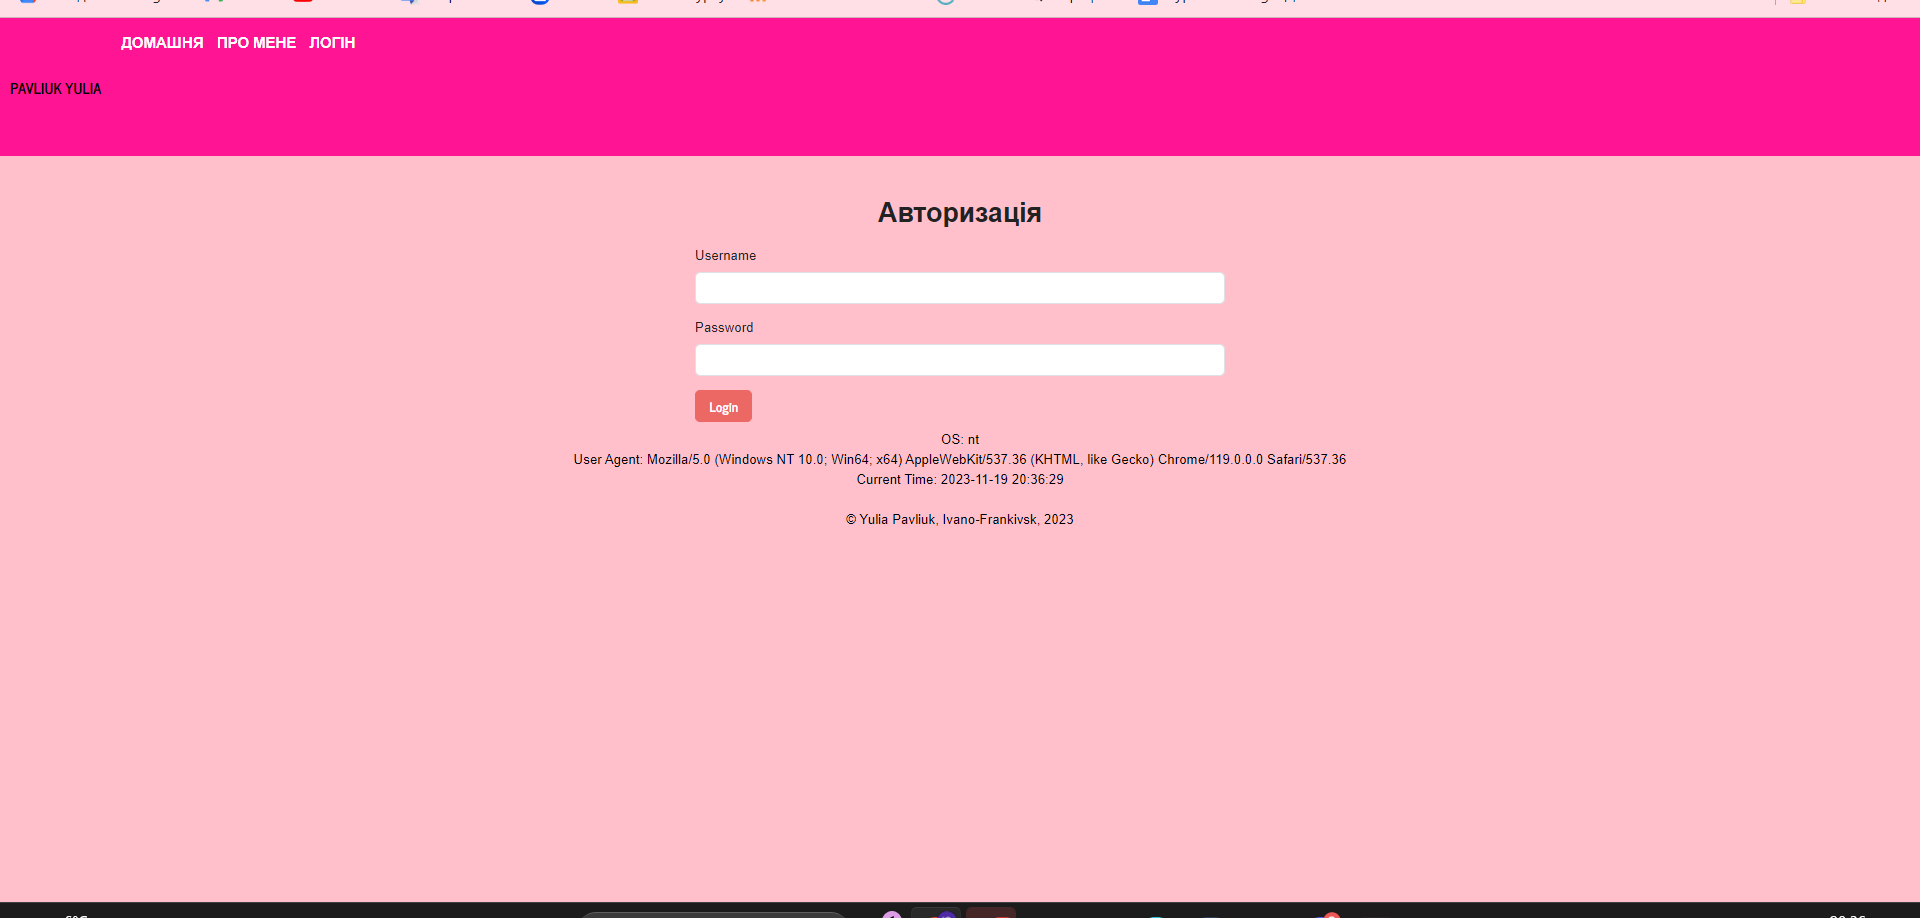 ДОМАШНЯ ПРО МЕНЕ ЛОГІН
PAVLIUK YULIA
Авторизація
Username
Password
Login
OS: nt
User Agent: Mozilla/5.0 (Windows NT 10.0; Win64; x64) AppleWebKit/537.36 (KHTML, like Gecko) Chrome/119.0.0.0 Safari/537.36
Current Time: 2023-11-19 20:36:29
© Yulia Pavliuk, Ivano-Frankivsk, 2023